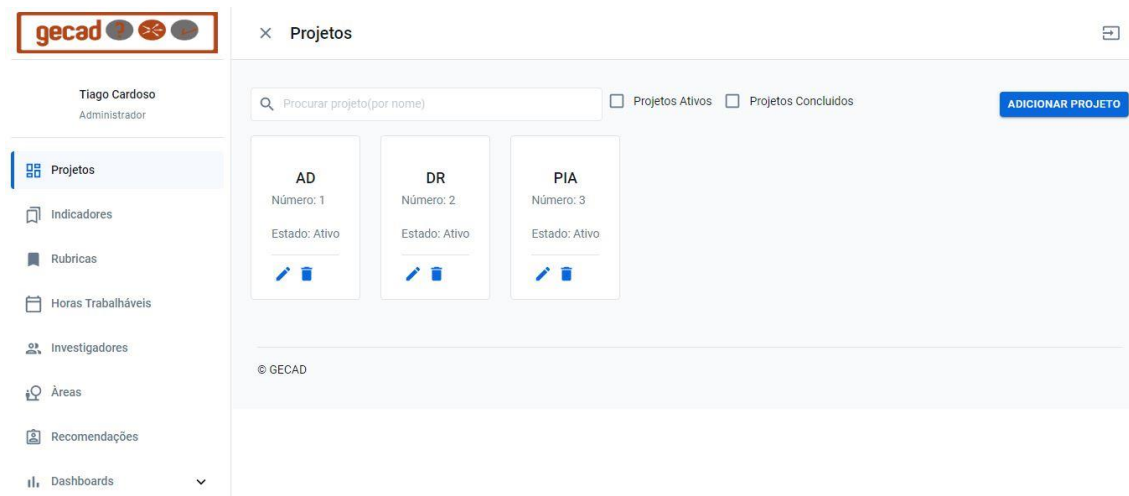 gecad ?
Projetos
Tiago Cardoso
Administrador
Projetos
Indicadores
Rubricas
Horas Trabalháveis
Investigadores
Àreas
Recomendações
Dashboards
Procurar projeto(por nome)
Projetos Ativos
Projetos Concluidos
ADICIONAR PROJETO
AD
Número: 1
Estado: Ativo
DR
Número: 2
Estado: Ativo
PIA
Número: 3
Estado: Ativo
© GECAD